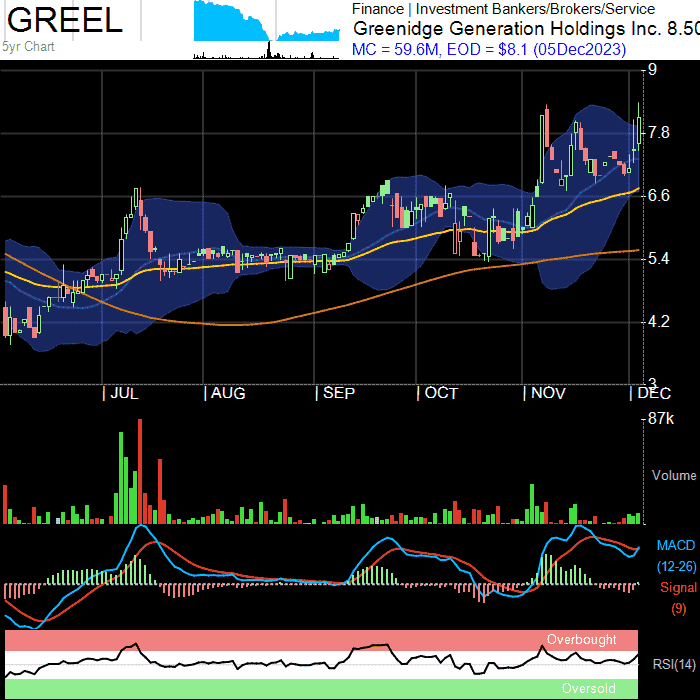 GREEL
5yr Chart
Finance | Investment Bankers/Brokers/Service
Greenidge Generation Holdings Inc. 8.50
MC = 59.6M, EOD = $8.1 (05Dec2023)
9
7.8
6.6
5.4
4.2
3
JUL AUG SEP OCT NOV DEC
87k
Volume
MACD
(12-26)
Signal
(9)
Overbought
RSI(14)
Oversold